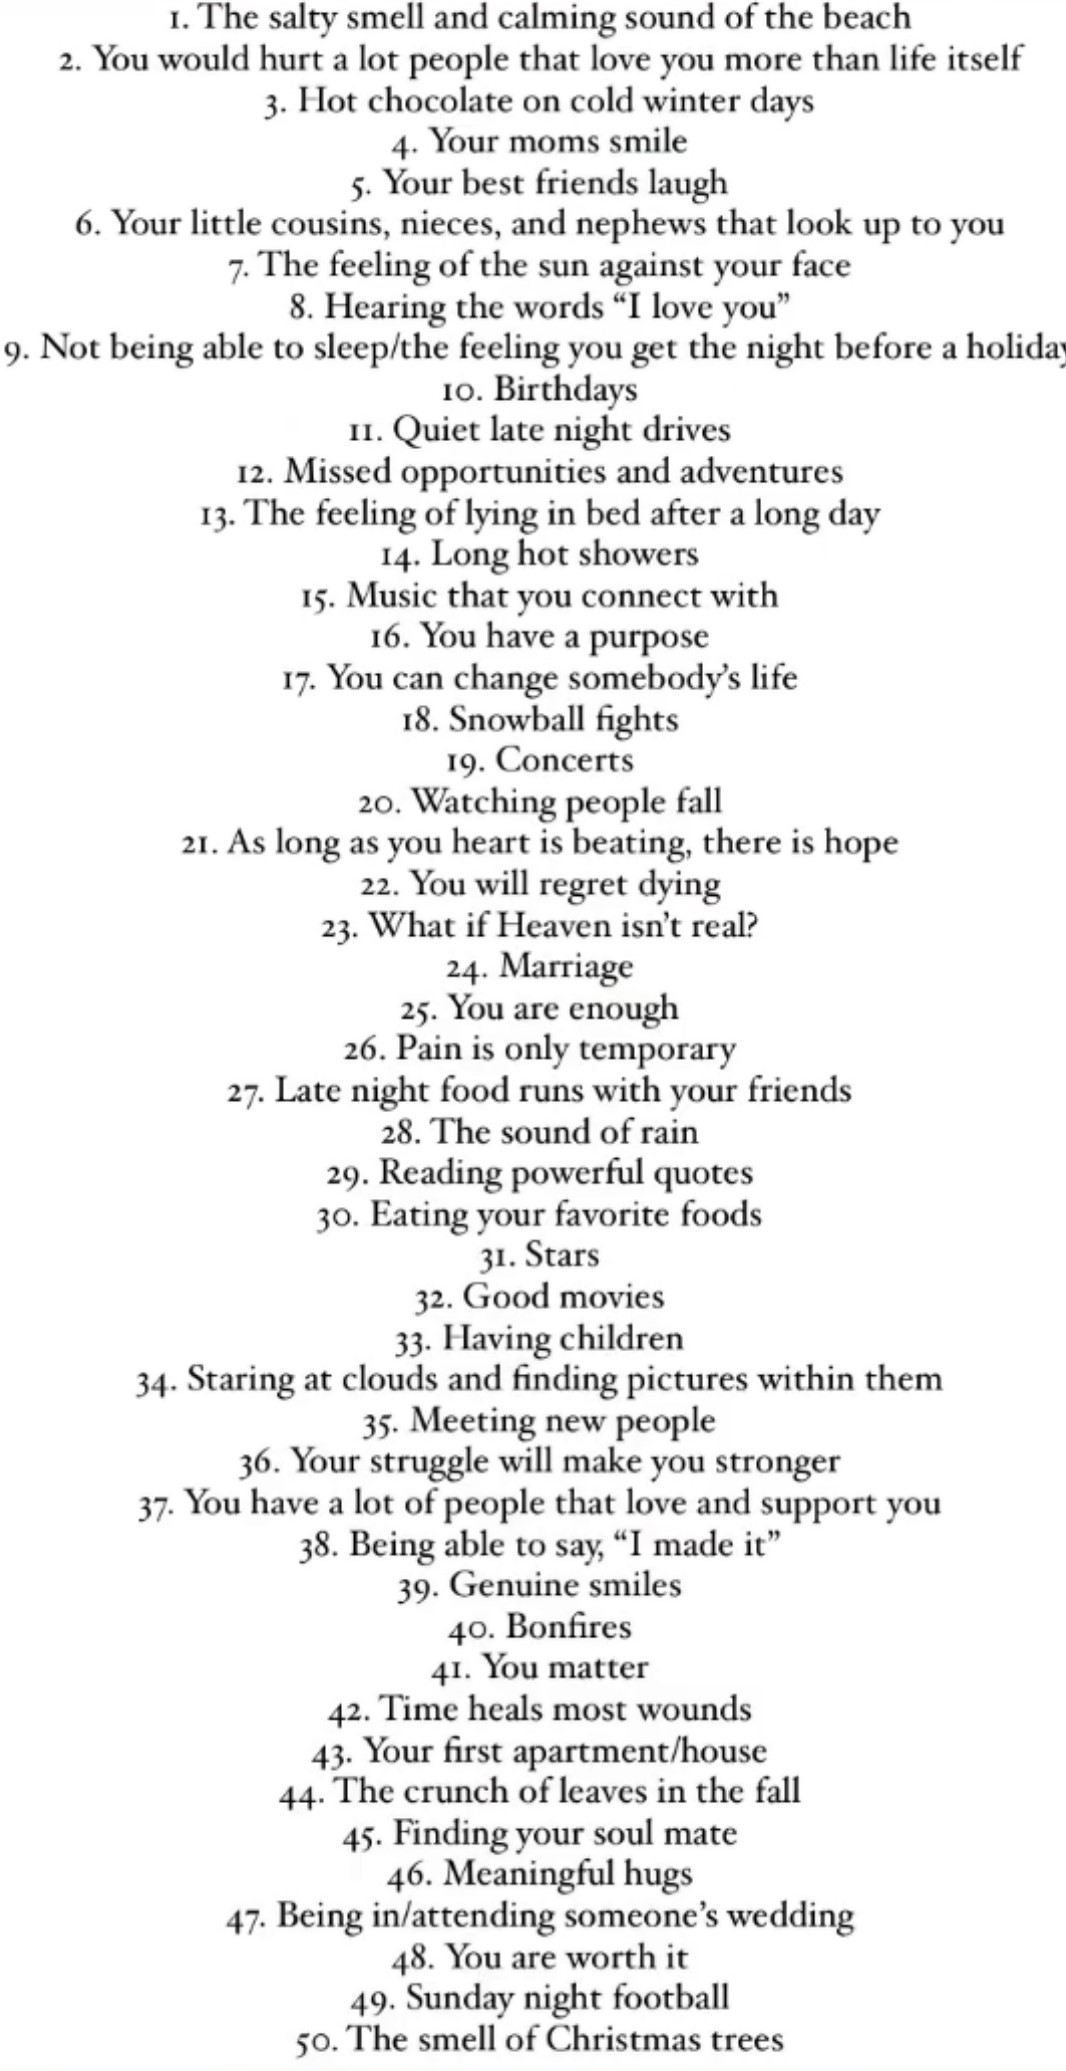 1. The salty smell and calming sound of the beach
2. You would hurt a lot people that love you more than life itself
3. Hot chocolate on cold winter days
4. Your moms smile
5. Your best friends laugh
6. Your little cousins, nieces, and nephews that look up to you
7. The feeling of the sun against your face
8. Hearing the words “I love you”
9. Not being able to sleep/the feeling you get the night before a holiday
10. Birthdays
11. Quiet late night drives
12. Missed opportunities and adventures
13. The feeling of lying in bed after a long day
14. Long hot showers
15. Music that you connect with
16. You have a purpose
17. You can change somebody’s life
18. Snowball fights
19. Concerts
20. Watching people fall
21. As long as you heart is beating, there is hope
22. You will regret dying
23. What if Heaven isn’t real?
24. Marriage
25. You are enough
26. Pain is only temporary
27. Late night food runs with your friends
28. The sound of rain
29. Reading powerful quotes
30. Eating your favorite foods
31. Stars
32. Good movies
33. Having children
34. Staring at clouds and finding pictures within them
35. Meeting new people
36. Your struggle will make you stronger
37. You have a lot of people that love and support you
38. Being able to say, “I made it”
39. Genuine smiles
40. Bonfires
41. You matter
42. Time heals most wounds
43. Your first apartment/house
44. The crunch of leaves in the fall
45. Finding your soul mate
46. Meaningful hugs
47. Being in/attending someone’s wedding
48. You are worth it
49. Sunday night football
50. The smell of Christmas trees